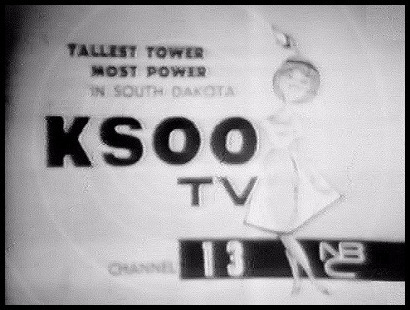 TALLEST TOWER
MOST POWER
IN SOUTH DAKOTA
KSOO
TV
CHANNEL 13 NBC